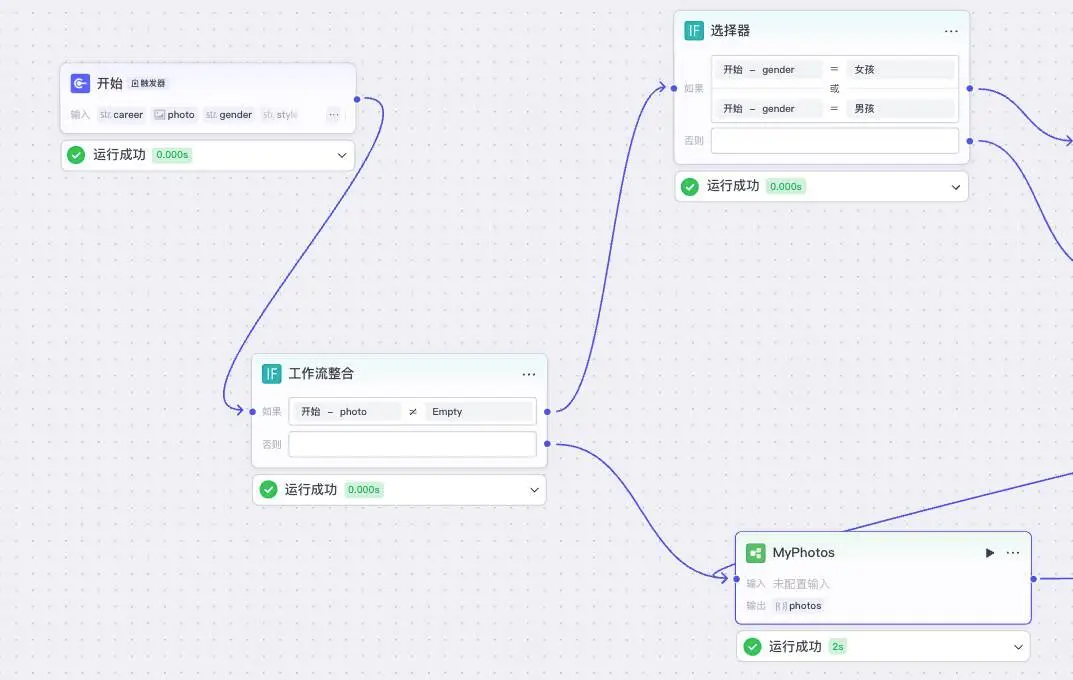 开始 触发器
输入 str. career photo str. gender str. style ...
运行成功 0.000s
IF 选择器 ...
如果 开始 - gender = 女孩
或
开始 - gender = 男孩
否则
运行成功 0.000s
IF 工作流整合 ...
如果 开始 - photo ≠ Empty
否则
运行成功 0.000s
MyPhotos ...
输入 未配置输入
输出 photos
运行成功 2s